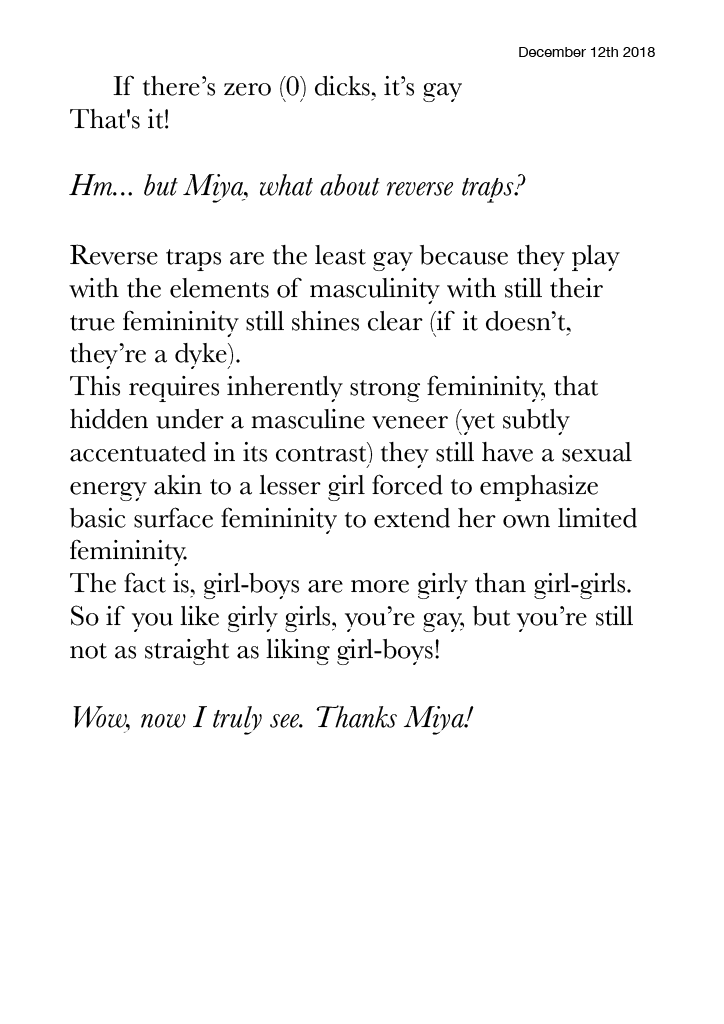 December 12th 2018
If there's zero (0) dicks, it's gay
That's it!
Hm... but Miya, what about reverse traps?
Reverse traps are the least gay because they play
with the elements of masculinity with still their
true femininity still shines clear (if it doesn't,
they're a dyke).
This requires inherently strong femininity, that
hidden under a masculine veneer (yet subtly
accentuated in its contrast) they still have a sexual
energy akin to a lesser girl forced to emphasize
basic surface femininity to extend her own limited
femininity.
The fact is, girl-boys are more girly than girl-girls.
So if you like girly girls, you're gay, but you're still
not as straight as liking girl-boys!
Wow, now I truly see. Thanks Miya!